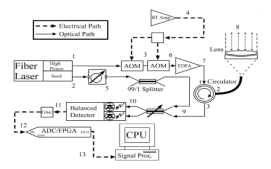 Electrical Path
Optical Path
RF Amp
4
8
Lens
Fiber
Laser
High
Power
Seed
1
2
3
AOM
AOM
6
EDFA
7
5
99/1 Splitter
Circulator
1
2
3
11
Balanced
Detector
10
9
12
ADC/FPGA
CPU
13
Signal Proc.